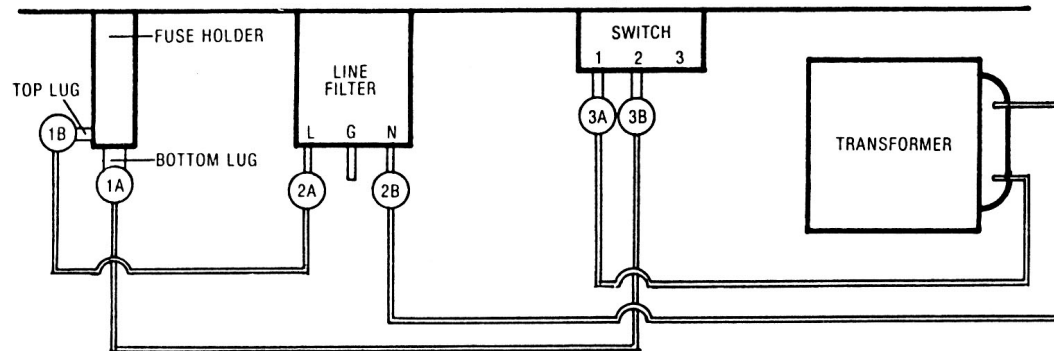 FUSE HOLDER
SWITCH
1 2 3
LINE
FILTER
TOP LUG
1B
L G N
3A 3B
TRANSFORMER
BOTTOM LUG
1A
2A 2B